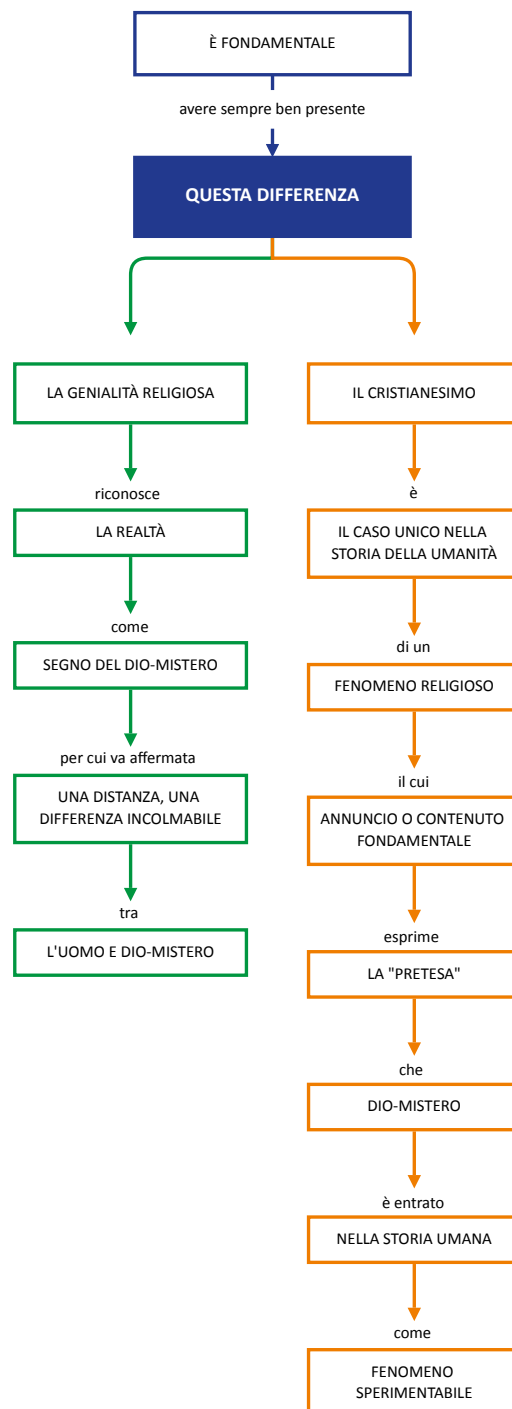 È FONDAMENTALE
avere sempre ben presente
QUESTA DIFFERENZA
LA GENIALITÀ RELIGIOSA
riconosce
LA REALTÀ
come
SEGNO DEL DIO-MISTERO
per cui va affermata
UNA DISTANZA, UNA
DIFFERENZA INCOLMABILE
tra
L'UOMO E DIO-MISTERO
IL CRISTIANESIMO
è
IL CASO UNICO NELLA
STORIA DELLA UMANITÀ
di un
FENOMENO RELIGIOSO
il cui
ANNUNCIO O CONTENUTO
FONDAMENTALE
esprime
LA "PRETESA"
che
DIO-MISTERO
è entrato
NELLA STORIA UMANA
come
FENOMENO
SPERIMENTABILE